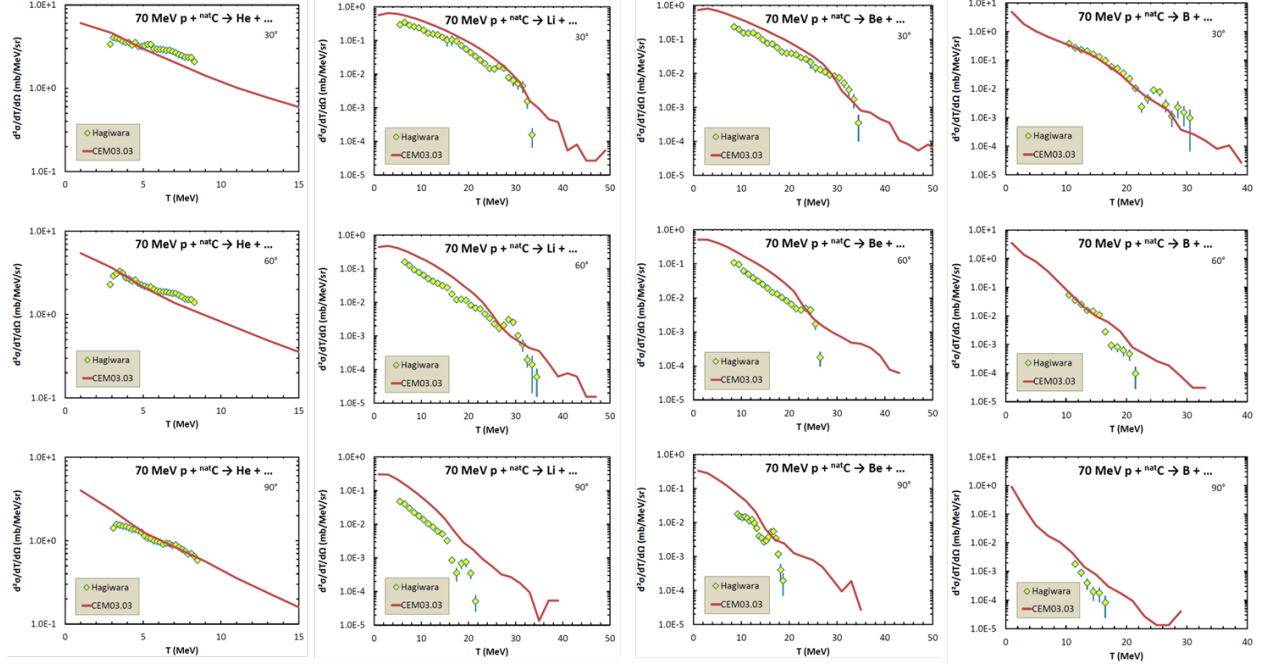 1.0E+1
1.0E+0
1.0E-1
d²σ/dT/dΩ (mb/MeV/sr)
70 MeV p + ⁿᵃᵗC → He + ...
30°
Hagiwara
CEM03.03
0 5 10 15
T (MeV)
1.0E+0
1.0E-1
1.0E-2
1.0E-3
1.0E-4
1.0E-5
d²σ/dT/dΩ (mb/MeV/sr)
70 MeV p + ⁿᵃᵗC → Li + ...
30°
Hagiwara
CEM03.03
0 10 20 30 40 50
T (MeV)
1.0E+0
1.0E-1
1.0E-2
1.0E-3
1.0E-4
1.0E-5
d²σ/dT/dΩ (mb/MeV/sr)
70 MeV p + ⁿᵃᵗC → Be + ...
30°
Hagiwara
CEM03.03
0 10 20 30 40 50
T (MeV)
1.0E+1
1.0E+0
1.0E-1
1.0E-2
1.0E-3
1.0E-4
1.0E-5
d²σ/dT/dΩ (mb/MeV/sr)
70 MeV p + ⁿᵃᵗC → B + ...
30°
Hagiwara
CEM03.03
0 10 20 30 40
T (MeV)
1.0E+1
1.0E+0
1.0E-1
d²σ/dT/dΩ (mb/MeV/sr)
70 MeV p + ⁿᵃᵗC → He + ...
60°
Hagiwara
CEM03.03
0 5 10 15
T (MeV)
1.0E+0
1.0E-1
1.0E-2
1.0E-3
1.0E-4
1.0E-5
d²σ/dT/dΩ (mb/MeV/sr)
70 MeV p + ⁿᵃᵗC → Li + ...
60°
Hagiwara
CEM03.03
0 10 20 30 40 50
T (MeV)
1.0E+0
1.0E-1
1.0E-2
1.0E-3
1.0E-4
1.0E-5
d²σ/dT/dΩ (mb/MeV/sr)
70 MeV p + ⁿᵃᵗC → Be + ...
60°
Hagiwara
CEM03.03
0 10 20 30 40 50
T (MeV)
1.0E+1
1.0E+0
1.0E-1
1.0E-2
1.0E-3
1.0E-4
1.0E-5
d²σ/dT/dΩ (mb/MeV/sr)
70 MeV p + ⁿᵃᵗC → B + ...
60°
Hagiwara
CEM03.03
0 10 20 30 40
T (MeV)
1.0E+1
1.0E+0
1.0E-1
d²σ/dT/dΩ (mb/MeV/sr)
70 MeV p + ⁿᵃᵗC → He + ...
90°
Hagiwara
CEM03.03
0 5 10 15
T (MeV)
1.0E+0
1.0E-1
1.0E-2
1.0E-3
1.0E-4
1.0E-5
d²σ/dT/dΩ (mb/MeV/sr)
70 MeV p + ⁿᵃᵗC → Li + ...
90°
Hagiwara
CEM03.03
0 10 20 30 40 50
T (MeV)
1.0E+0
1.0E-1
1.0E-2
1.0E-3
1.0E-4
1.0E-5
d²σ/dT/dΩ (mb/MeV/sr)
70 MeV p + ⁿᵃᵗC → Be + ...
90°
Hagiwara
CEM03.03
0 10 20 30 40 50
T (MeV)
1.0E+1
1.0E+0
1.0E-1
1.0E-2
1.0E-3
1.0E-4
1.0E-5
d²σ/dT/dΩ (mb/MeV/sr)
70 MeV p + ⁿᵃᵗC → B + ...
90°
Hagiwara
CEM03.03
0 10 20 30 40
T (MeV)